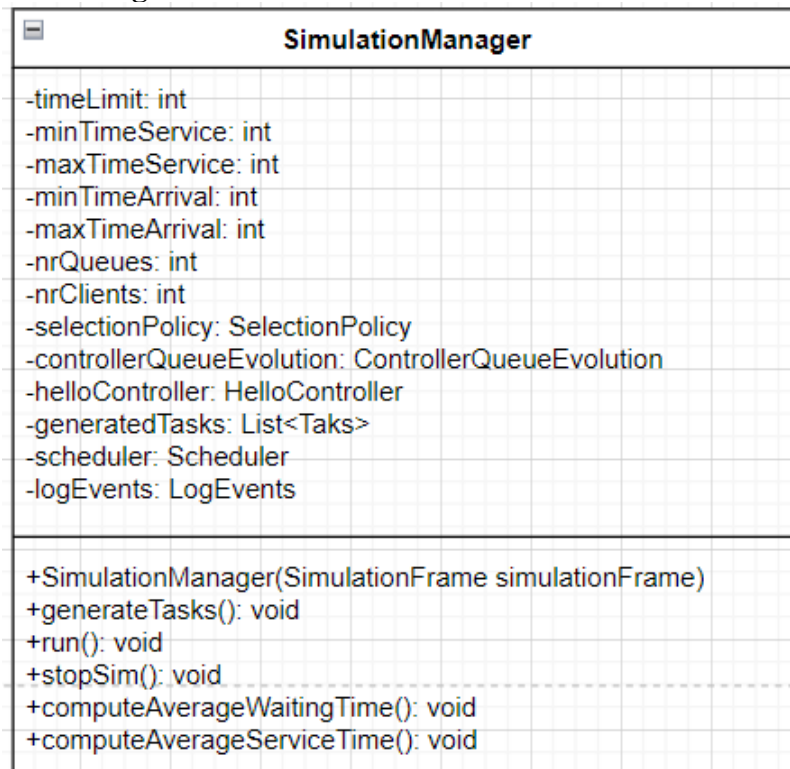 SimulationManager
-timeLimit: int
-minTimeService: int
-maxTimeService: int
-minTimeArrival: int
-maxTimeArrival: int
-nrQueues: int
-nrClients: int
-selectionPolicy: SelectionPolicy
-controllerQueueEvolution: ControllerQueueEvolution
-helloController: HelloController
-generatedTasks: List<Taks>
-scheduler: Scheduler
-logEvents: LogEvents
+SimulationManager(SimulationFrame simulationFrame)
+generateTasks(): void
+run(): void
+stopSim(): void
+computeAverageWaitingTime(): void
+computeAverageServiceTime(): void